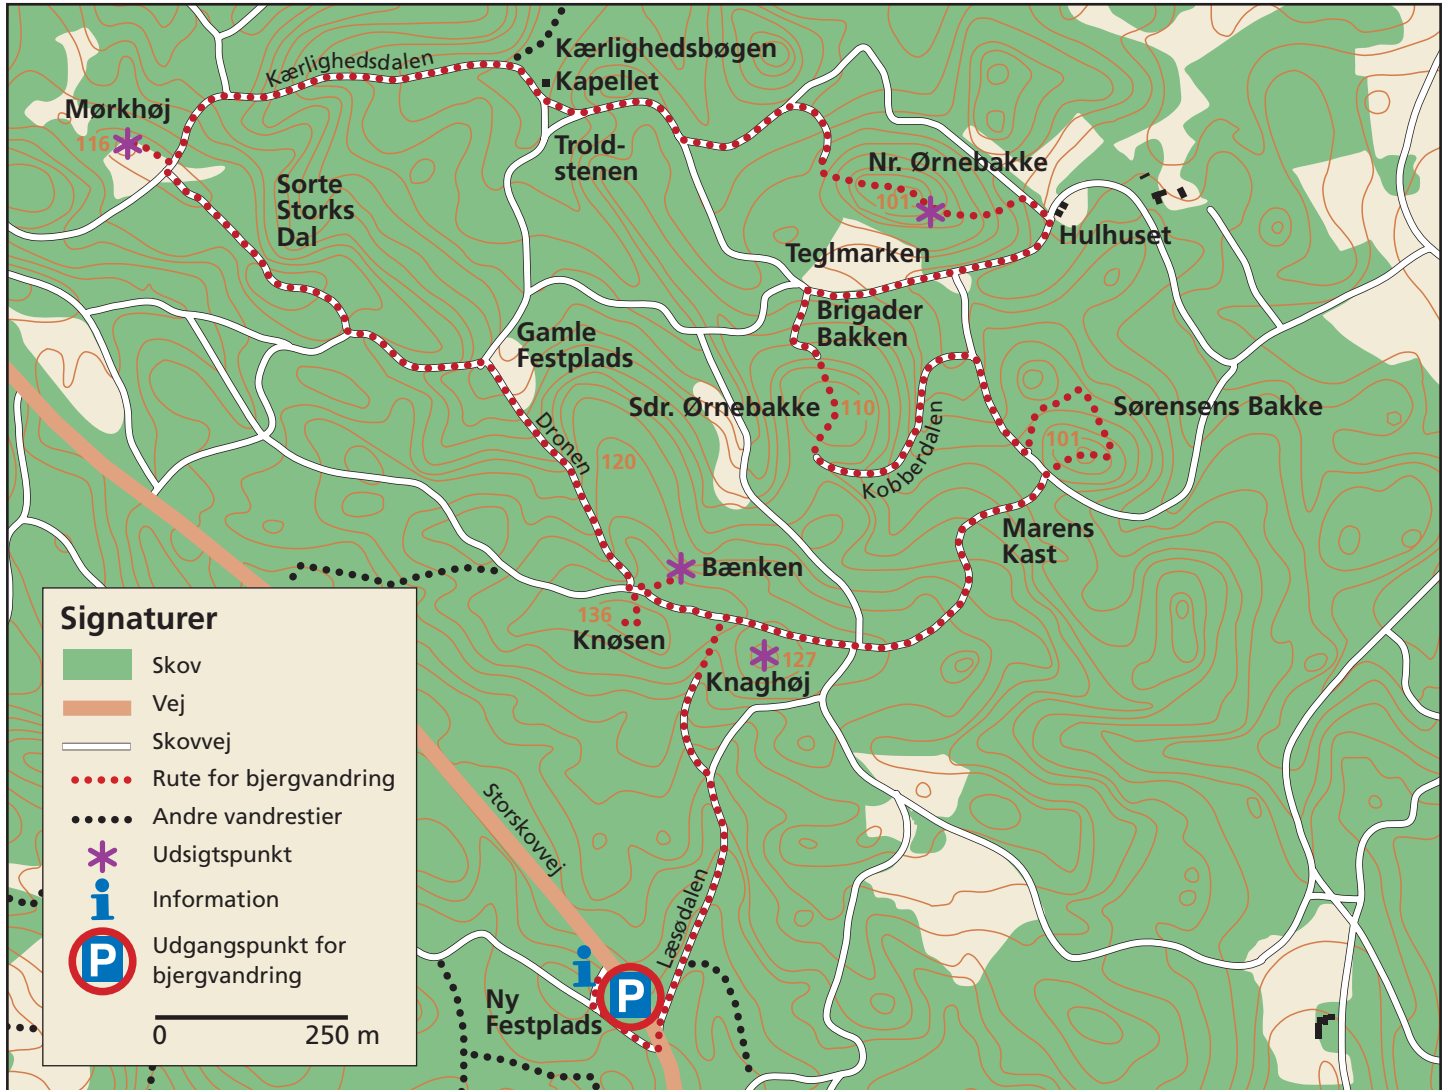 Kærlighedsdalen
Kærlighedsbøgen
Kapellet
Mørkhøj
116
Trold-
stenen
Nr. Ørnebakke
101
Sorte
Storks
Dal
Hulhuset
Teglmarken
Gamle
Festplads
Brigader
Bakken
Sdr. Ørnebakke
110
Sørensens Bakke
101
Dronen
120
Kobberdalen
Marens
Kast
Bænken
136
Knøsen
127
Knaghøj
Storskovvej
Læsødalen
P
Ny
Festplads
Signaturer
Skov
Vej
Skovvej
Rute for bjergvandring
Andre vandrestier
Udsigtspunkt
i
Information
P
Udgangspunkt for
bjergvandring
0 250 m
i